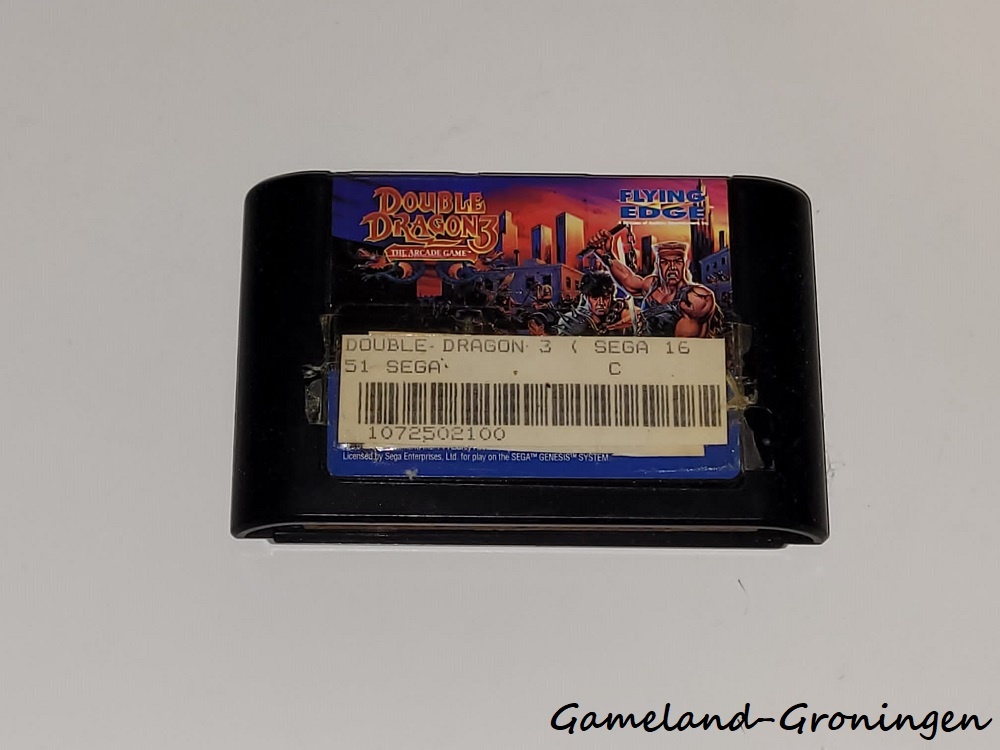 DOUBLE
DRAGON 3
THE ARCADE GAME™
FLYING
EDGE
DOUBLE DRAGON 3 ( SEGA 16
51 SEGA C
1072502100
Licensed by Sega Enterprises, Ltd. for play on the SEGA™ GENESIS™ SYSTEM.
Gameland-Groningen